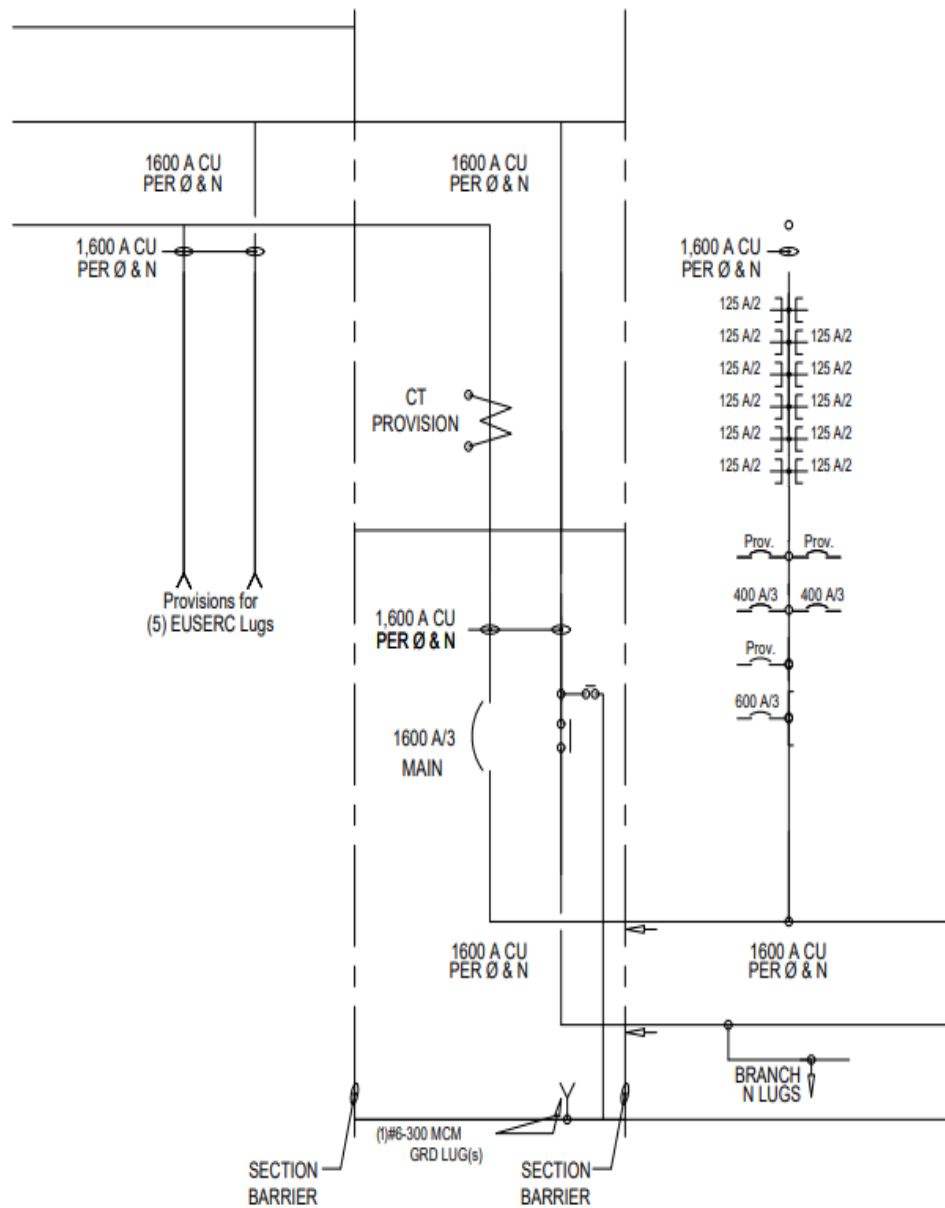 1600 A CU
PER Ø & N
1600 A CU
PER Ø & N
1,600 A CU
PER Ø & N
1,600 A CU
PER Ø & N
125 A/2
125 A/2 125 A/2
125 A/2 125 A/2
125 A/2 125 A/2
125 A/2 125 A/2
125 A/2 125 A/2
CT
PROVISION
Prov. Prov.
400 A/3 400 A/3
Prov.
600 A/3
Provisions for
(5) EUSERC Lugs
1,600 A CU
PER Ø & N
1600 A/3
MAIN
1600 A CU
PER Ø & N
1600 A CU
PER Ø & N
BRANCH
N LUGS
(1)#6-300 MCM
GRD LUG(s)
SECTION
BARRIER
SECTION
BARRIER